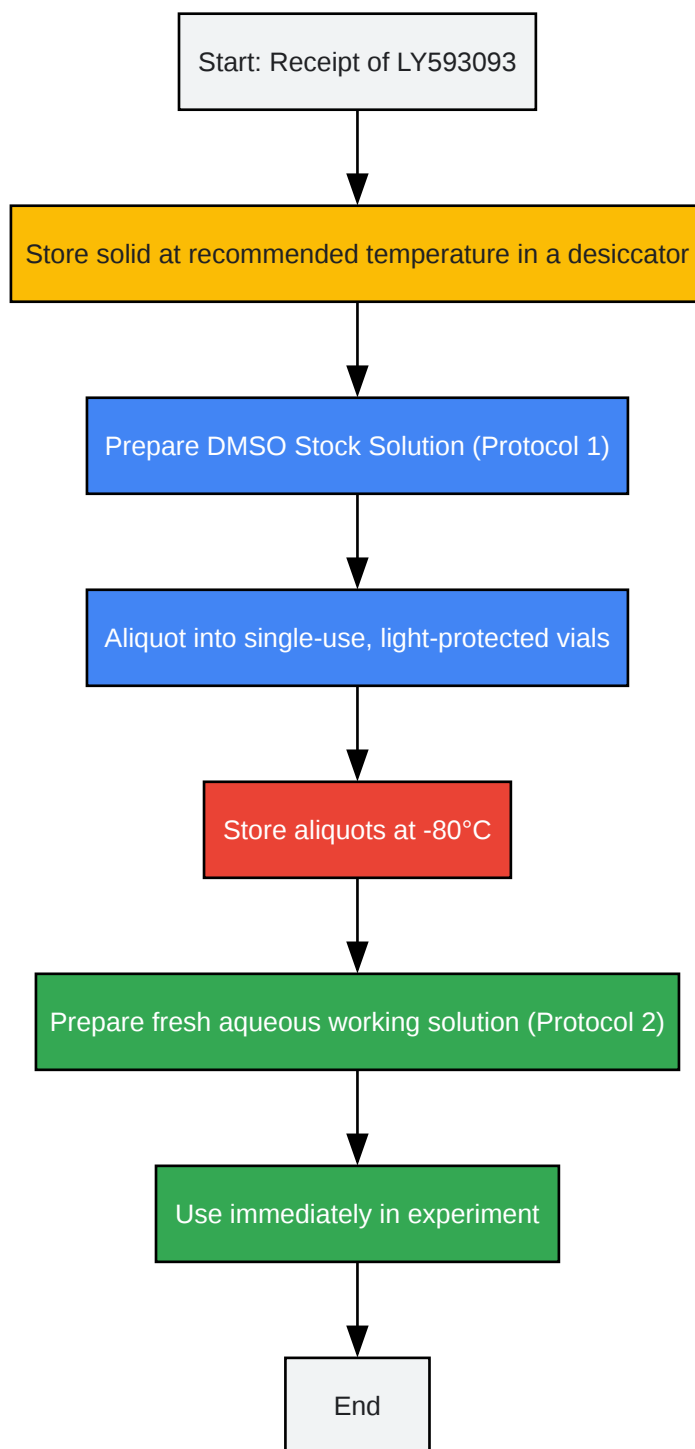 Start: Receipt of LY593093
Store solid at recommended temperature in a desiccator
Prepare DMSO Stock Solution (Protocol 1)
Aliquot into single-use, light-protected vials
Store aliquots at -80°C
Prepare fresh aqueous working solution (Protocol 2)
Use immediately in experiment
End